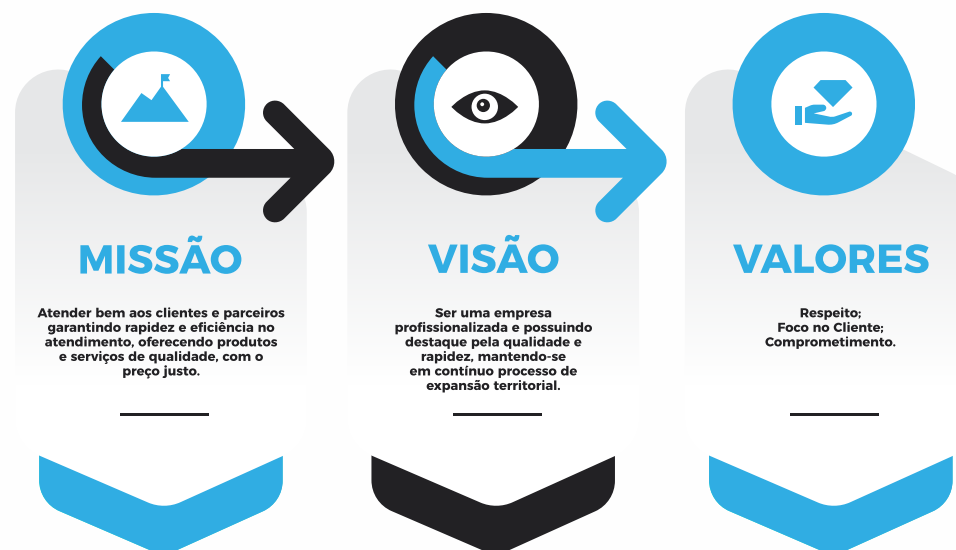 MISSÃO
Atender bem aos clientes e parceiros
garantindo rapidez e eficiência no
atendimento, oferecendo produtos
e serviços de qualidade, com o
preço justo.
VISÃO
Ser uma empresa
profissionalizada e possuindo
destaque pela qualidade e
rapidez, mantendo-se
em contínuo processo de
expansão territorial.
VALORES
Respeito;
Foco no Cliente;
Comprometimento.